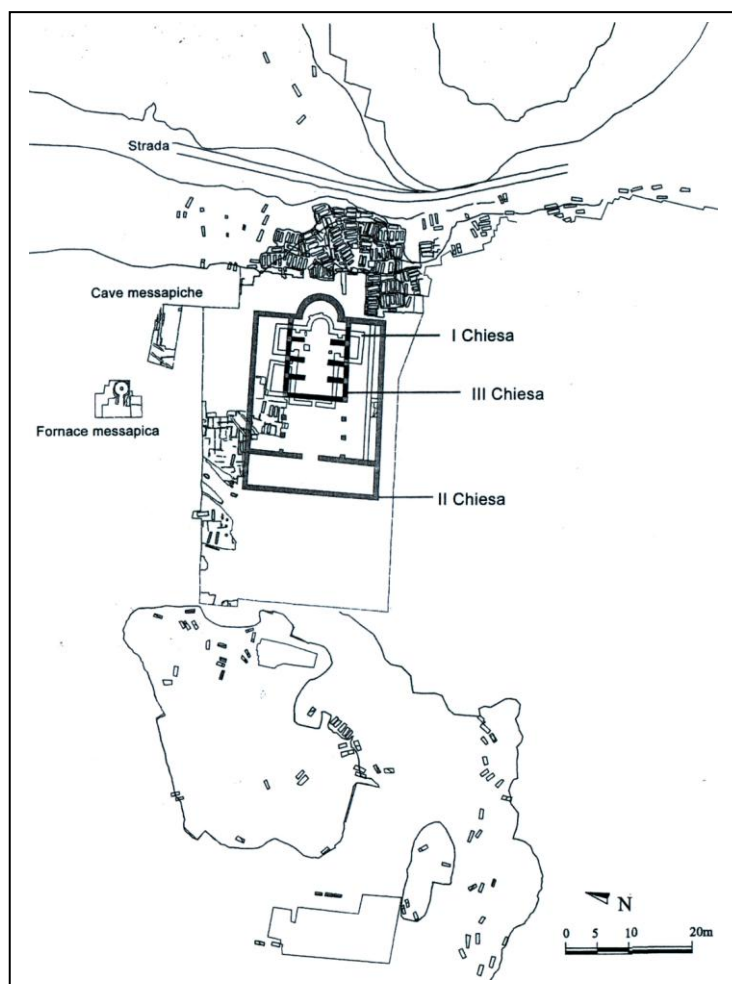 Strada
Cave messapiche
I Chiesa
III Chiesa
Fornace messapica
II Chiesa
N
0 5 10 20m